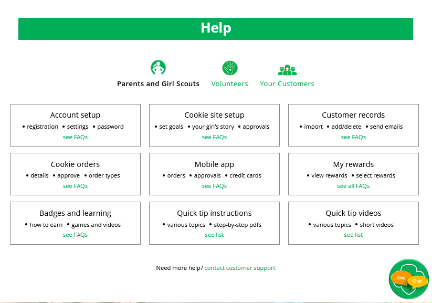 Help
Parents and Girl Scouts Volunteers Your Customers
Account setup
• registration • settings • password
see FAQs
Cookie site setup
• set goals • your girl's story • approvals
see FAQs
Customer records
• import • add/delete • send emails
see FAQs
Cookie orders
• details • approve • order types
see FAQs
Mobile app
• orders • approvals • credit cards
see FAQs
My rewards
• view rewards • select rewards
see all FAQs
Badges and learning
• how to earn • games and videos
see FAQs
Quick tip instructions
• various topics • step-by-step pdfs
see list
Quick tip videos
• various topics • short videos
see list
Need more help? contact customer support
Chat